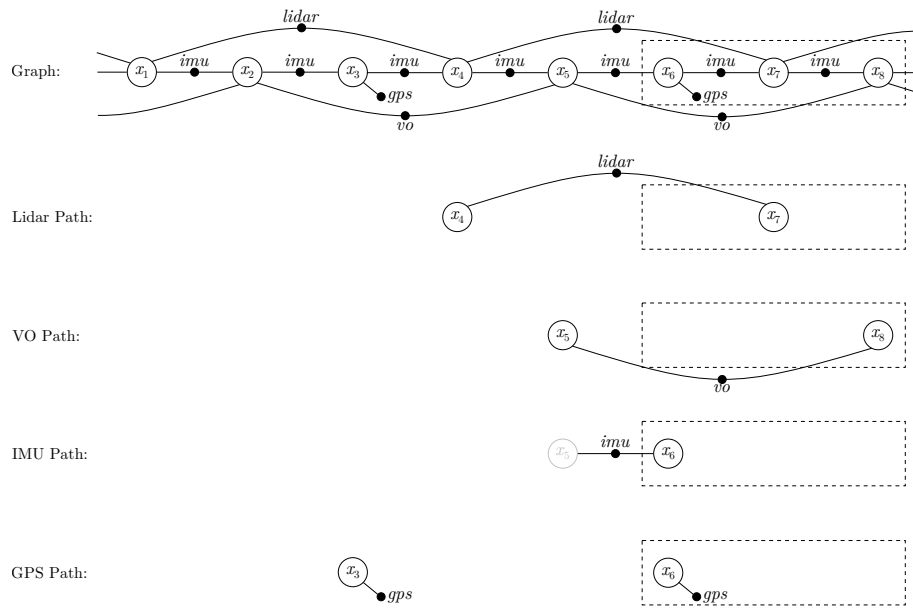 lidar lidar
Graph: x1 imu x2 imu x3 imu x4 imu x5 imu x6 imu x7 imu x8
gps gps
vo vo
lidar
Lidar Path: x4 x7
VO Path: x5 x8
vo
IMU Path: x5 imu x6
GPS Path: x3 x6
gps gps